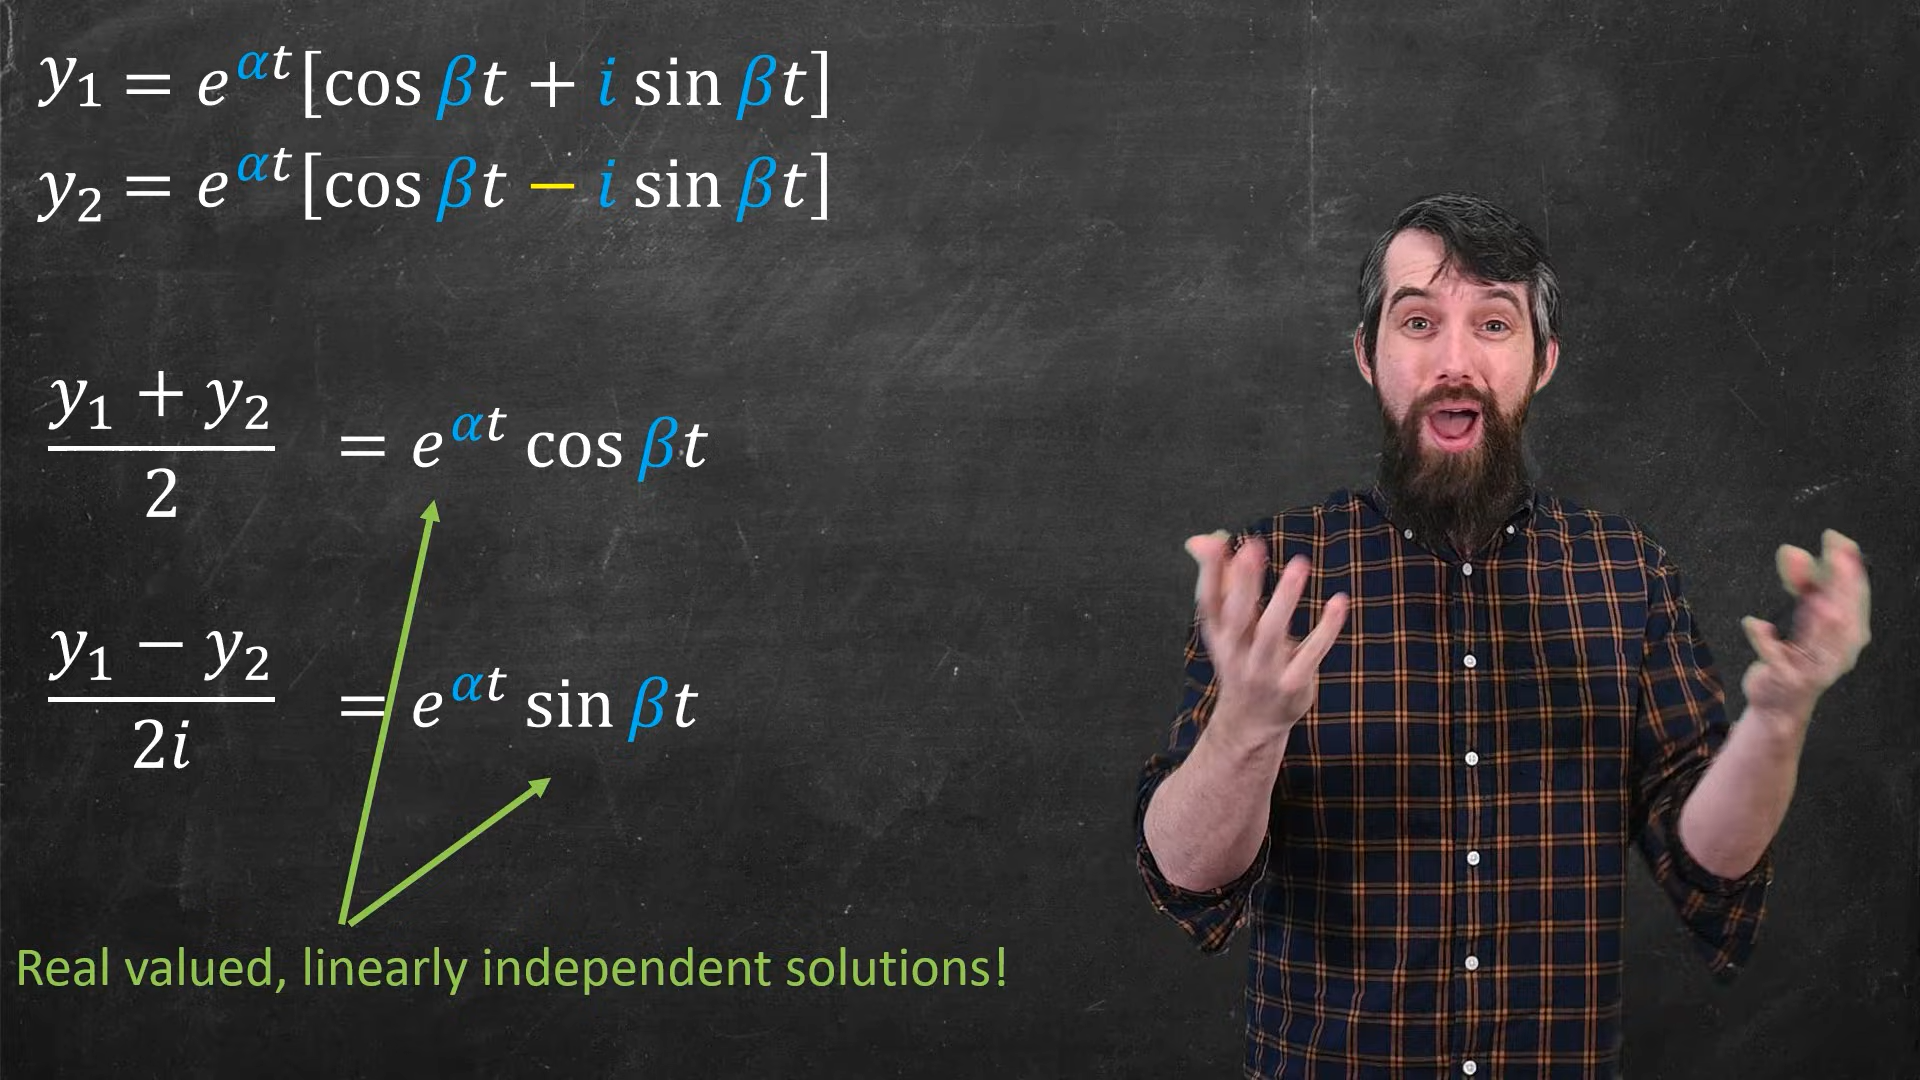 y₁ = e^{αt}[cos βt + i sin βt]
y₂ = e^{αt}[cos βt − i sin βt]
(y₁ + y₂)/2 = e^{αt} cos βt
(y₁ − y₂)/2i = e^{αt} sin βt
Real valued, linearly independent solutions!